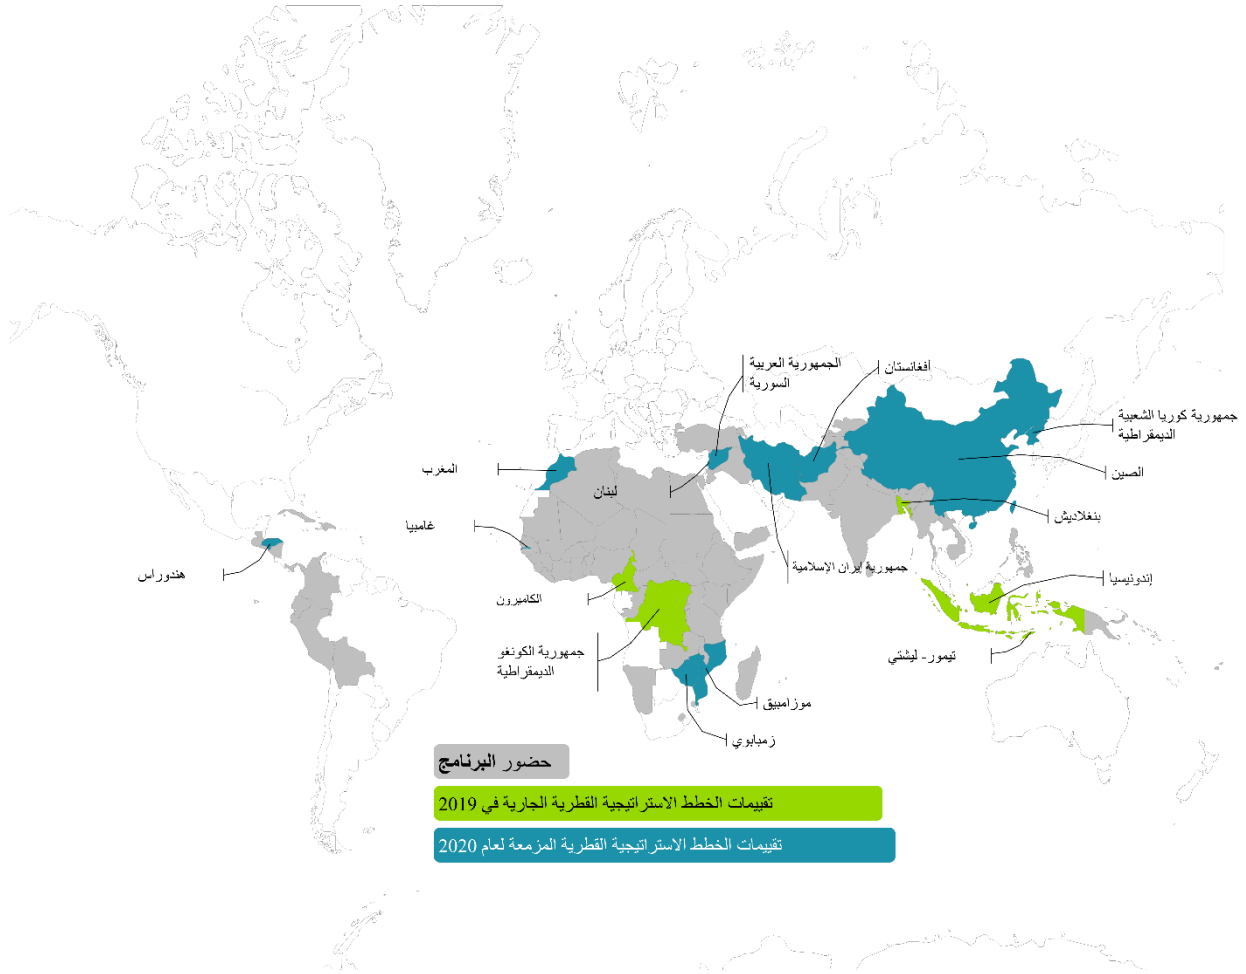 الجمهورية العربية
السورية
أفغانستان
جمهورية كوريا الشعبية
الديمقراطية
المغرب
الصين
لبنان
بنغلاديش
غامبيا
جمهورية ايران الإسلامية
هندوراس
إندونيسيا
الكاميرون
جمهورية الكونغو
الديمقراطية
تيمور- ليشتي
موزامبيق
زمبابوي
حضور البرنامج
تقييمات الخطط الاستراتيجية القطرية الجارية في 2019
تقييمات الخطط الاستراتيجية القطرية المزمعة لعام 2020